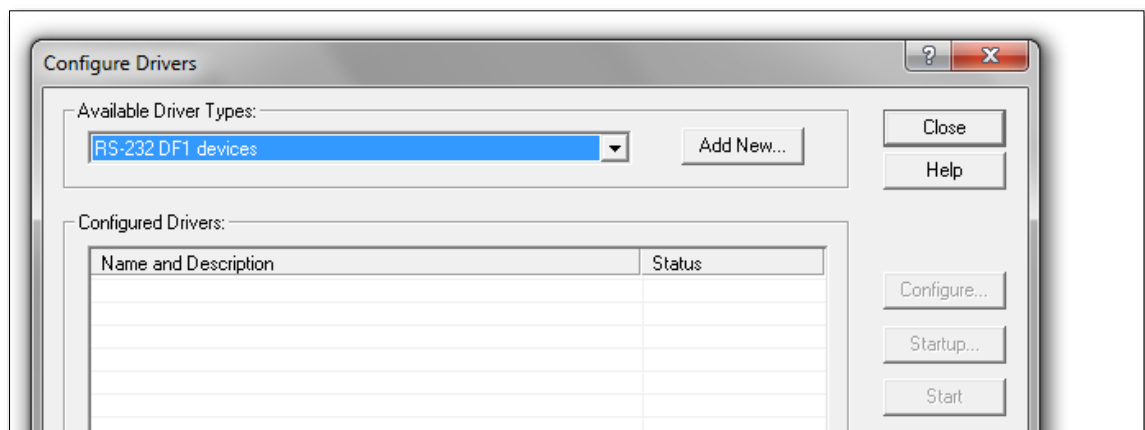 Configure Drivers
?
X
Available Driver Types:
RS-232 DF1 devices
Add New...
Close
Help
Configured Drivers:
Name and Description
Status
Configure...
Startup...
Start